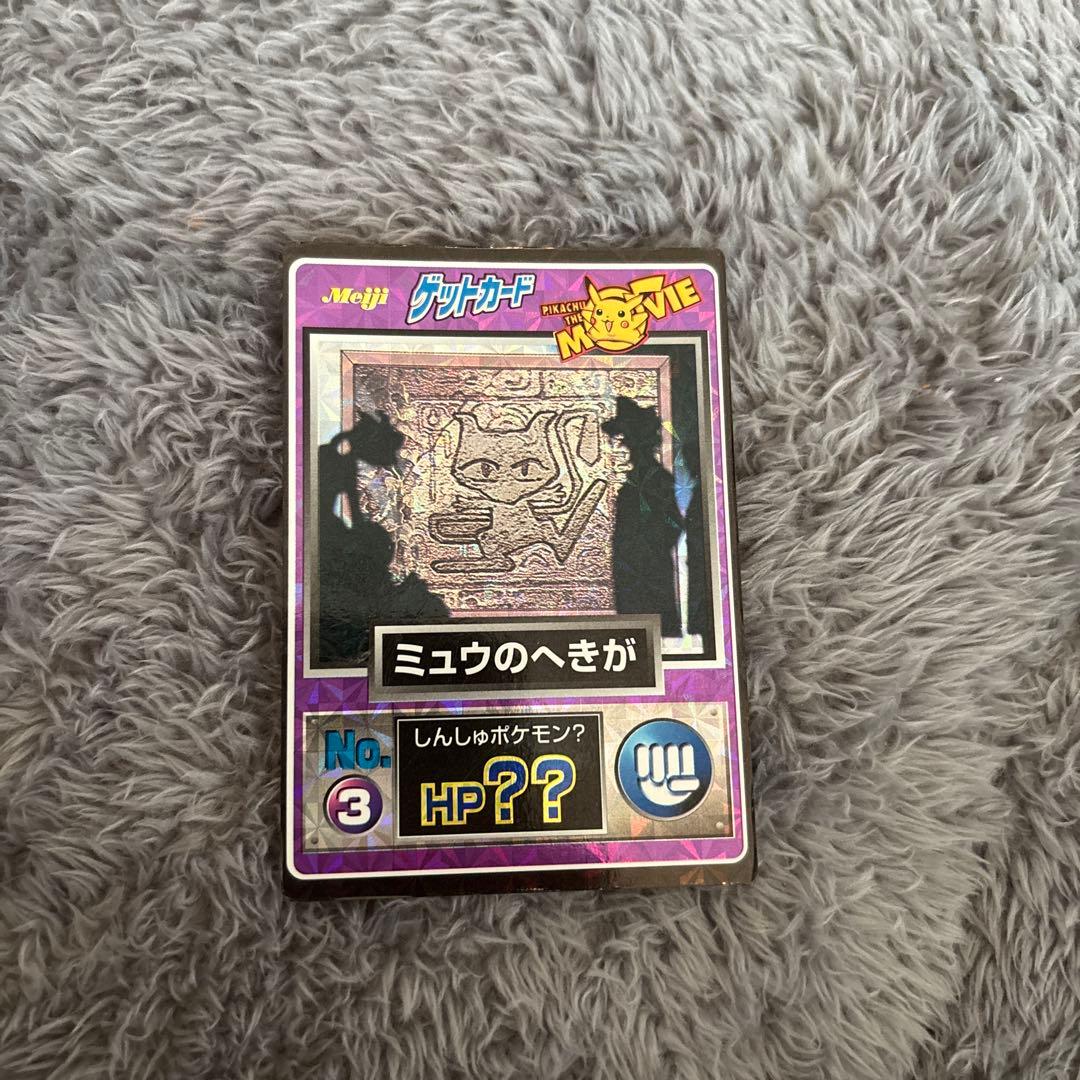 Meiji
ゲットカード
PIKACHU
THE
MOVIE
ミュウのへきが
No.
3
しんしゅポケモン?
HP??